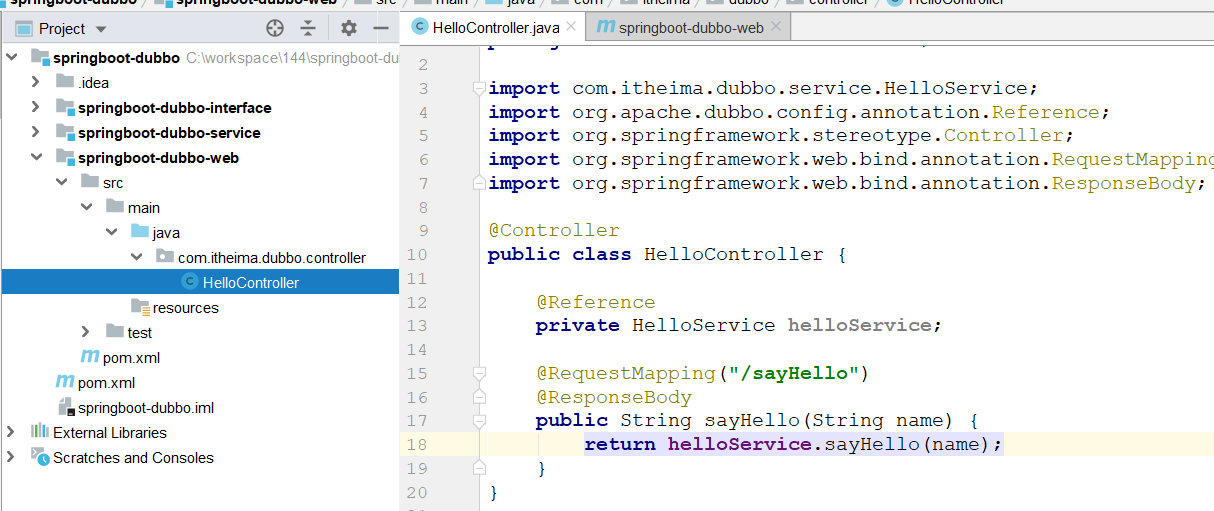 springboot-dubbo springboot-dubbo-web src main java com itheima dubbo controller HelloController
Project
HelloController.java springboot-dubbo-web
springboot-dubbo C:\workspace\144\springboot-du
.idea
springboot-dubbo-interface
springboot-dubbo-service
springboot-dubbo-web
src
main
java
com.itheima.dubbo.controller
HelloController
resources
test
pom.xml
pom.xml
springboot-dubbo.iml
External Libraries
Scratches and Consoles
2
3 import com.itheima.dubbo.service.HelloService;
4 import org.apache.dubbo.config.annotation.Reference;
5 import org.springframework.stereotype.Controller;
6 import org.springframework.web.bind.annotation.RequestMapping
7 import org.springframework.web.bind.annotation.ResponseBody;
8
9 @Controller
10 public class HelloController {
11
12 @Reference
13 private HelloService helloService;
14
15 @RequestMapping("/sayHello")
16 @ResponseBody
17 public String sayHello(String name) {
18 return helloService.sayHello(name);
19 }
20 }